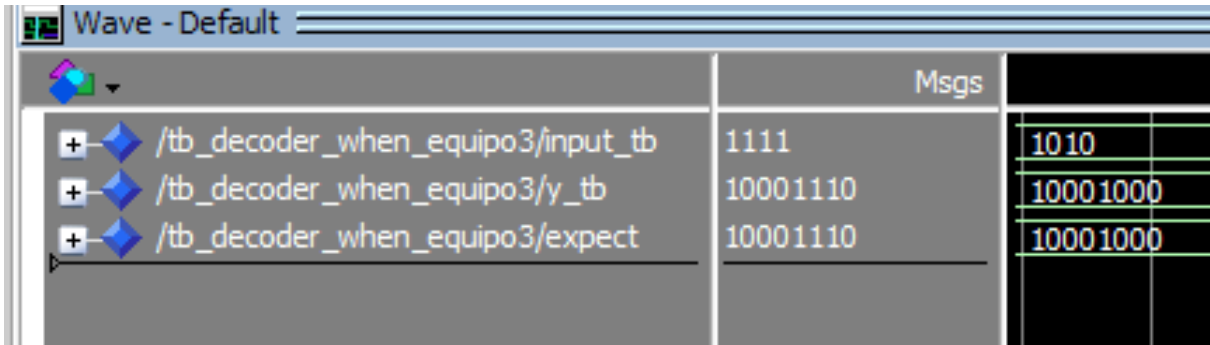 Wave - Default
Msgs
/tb_decoder_when_equipo3/input_tb 1111 1010
/tb_decoder_when_equipo3/y_tb 10001110 10001000
/tb_decoder_when_equipo3/expect 10001110 10001000